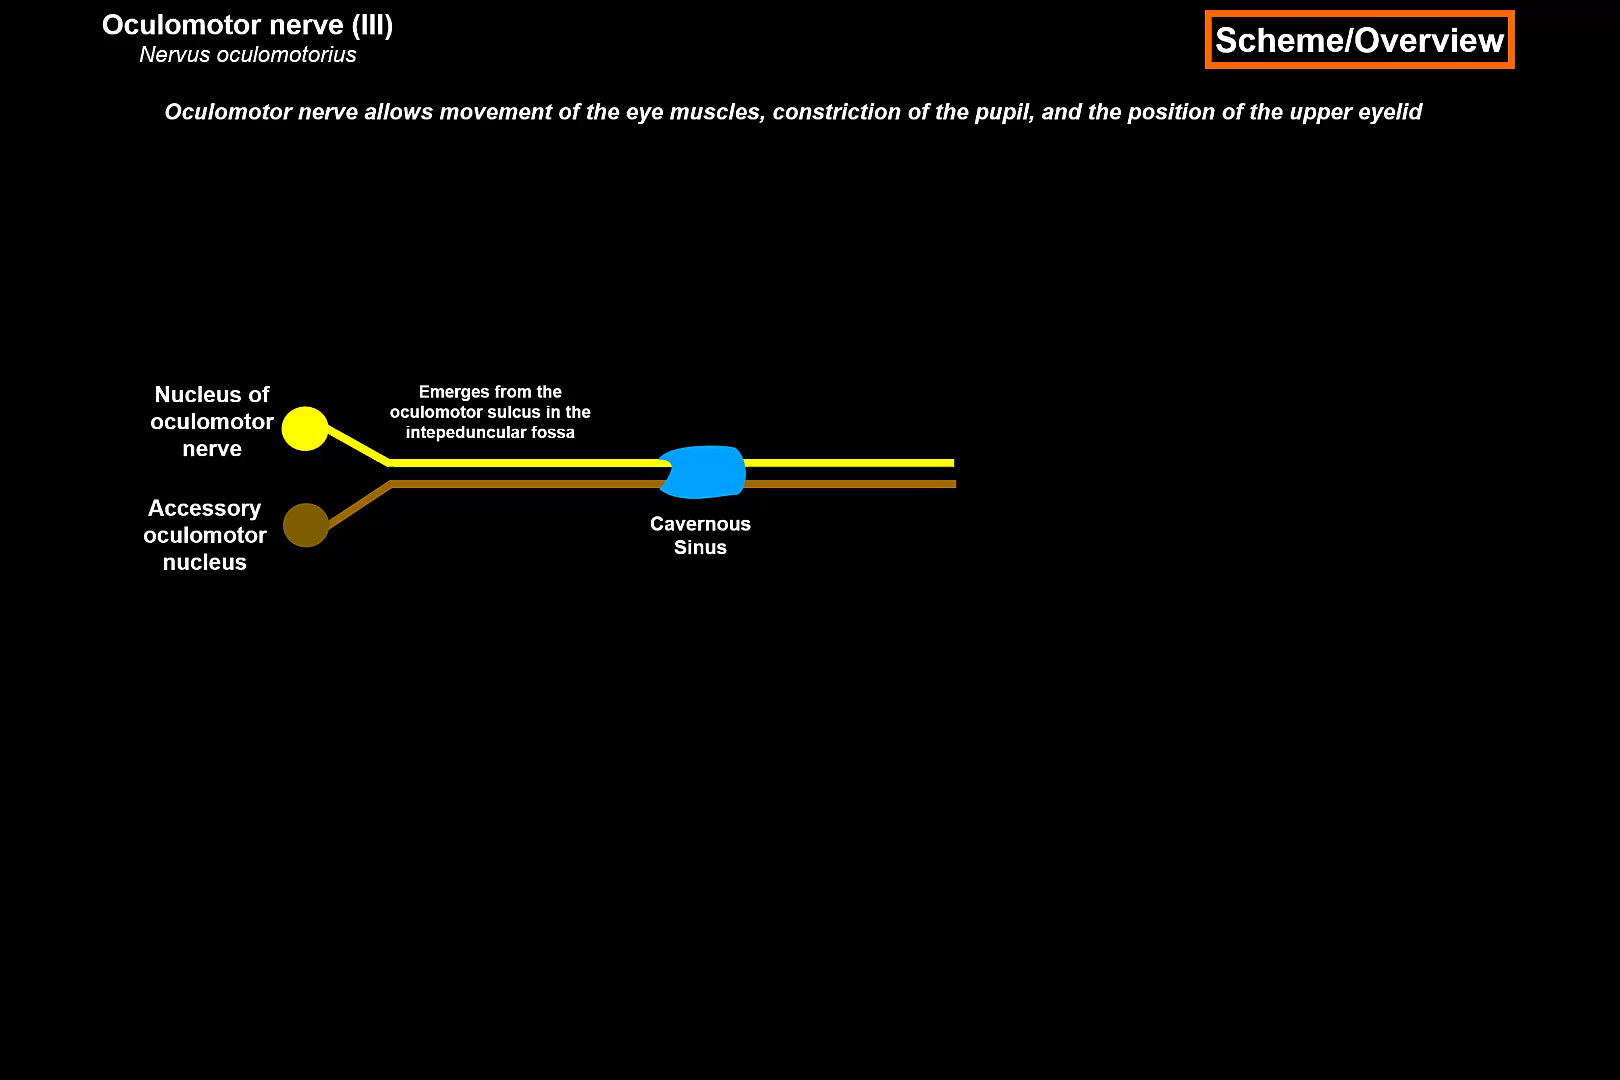 Oculomotor nerve (III)
Nervus oculomotorius
Scheme/Overview
Oculomotor nerve allows movement of the eye muscles, constriction of the pupil, and the position of the upper eyelid
Nucleus of
oculomotor
nerve
Emerges from the
oculomotor sulcus in the
intepeduncular fossa
Accessory
oculomotor
nucleus
Cavernous
Sinus